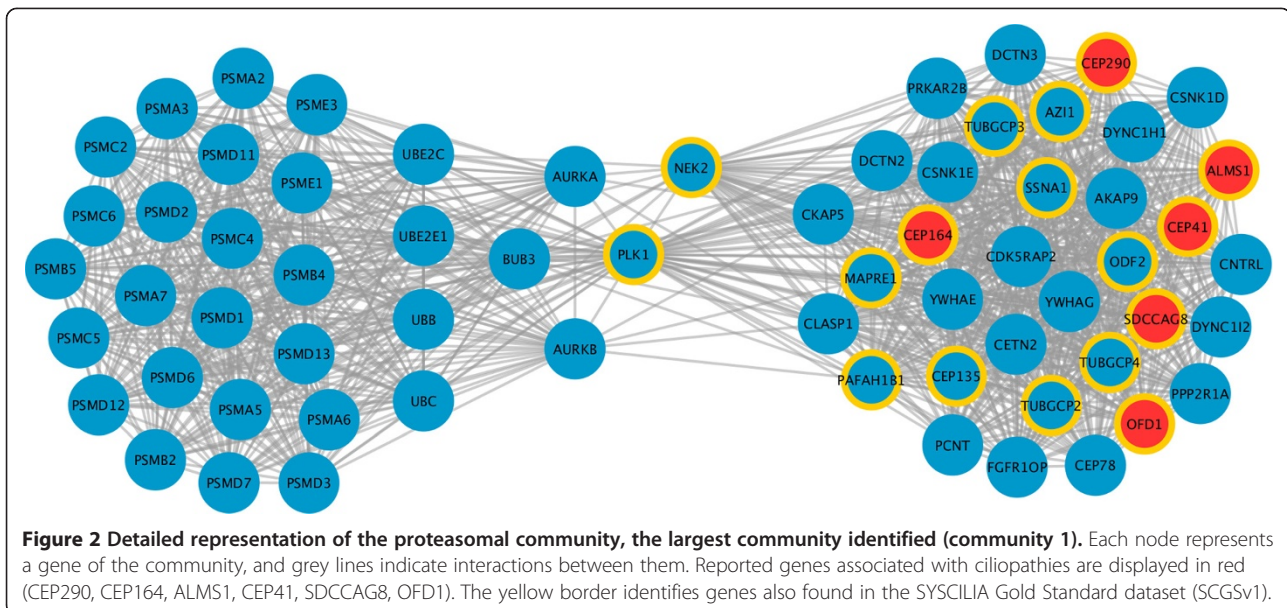 PSMA2
PSMA3
PSME3
PSMC2
PSMD11
PSME1
UBE2C
PSMC6
PSMD2
PSMC4
UBE2E1
PSMB5
PSMA7
PSMB4
PSMD1
UBB
PSMC5
PSMD13
PSMD6
PSMD12
PSMA5
PSMA6
UBC
PSMB2
PSMD7
PSMD3
AURKA
BUB3
AURKB
NEK2
PLK1
DCTN3
CEP290
PRKAR2B
CSNK1D
AZI1
TUBGCP3
DYNC1H1
DCTN2
CSNK1E
SSNA1
ALMS1
AKAP9
CKAP5
CEP164
CEP41
CDK5RAP2
ODF2
CNTRL
MAPRE1
YWHAE
YWHAG
CLASP1
SDCCAG8
DYNC1I2
CETN2
TUBGCP4
PAFAH1B1
CEP135
PPP2R1A
TUBGCP2
OFD1
PCNT
FGFR1OP
CEP78
Figure 2 Detailed representation of the proteasomal community, the largest community identified (community 1). Each node represents
a gene of the community, and grey lines indicate interactions between them. Reported genes associated with ciliopathies are displayed in red
(CEP290, CEP164, ALMS1, CEP41, SDCCAG8, OFD1). The yellow border identifies genes also found in the SYSCILIA Gold Standard dataset (SCGSv1).